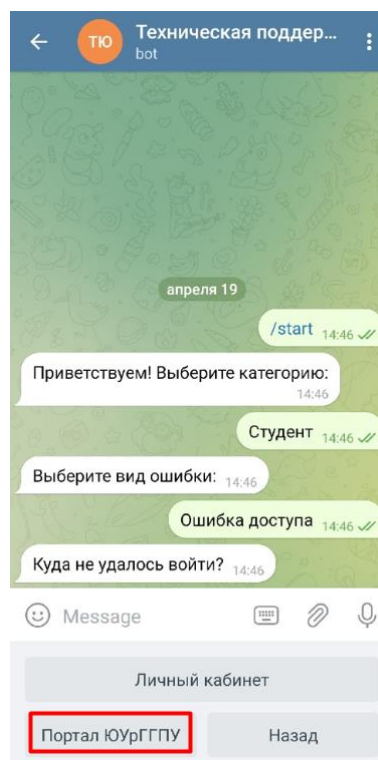 ТЮ
Техническая поддер...
bot
апреля 19
/start 14:46
Приветствуем! Выберите категорию:
14:46
Студент 14:46
Выберите вид ошибки: 14:46
Ошибка доступа 14:46
Куда не удалось войти? 14:46
Message
Личный кабинет
Портал ЮУрГГПУ Назад